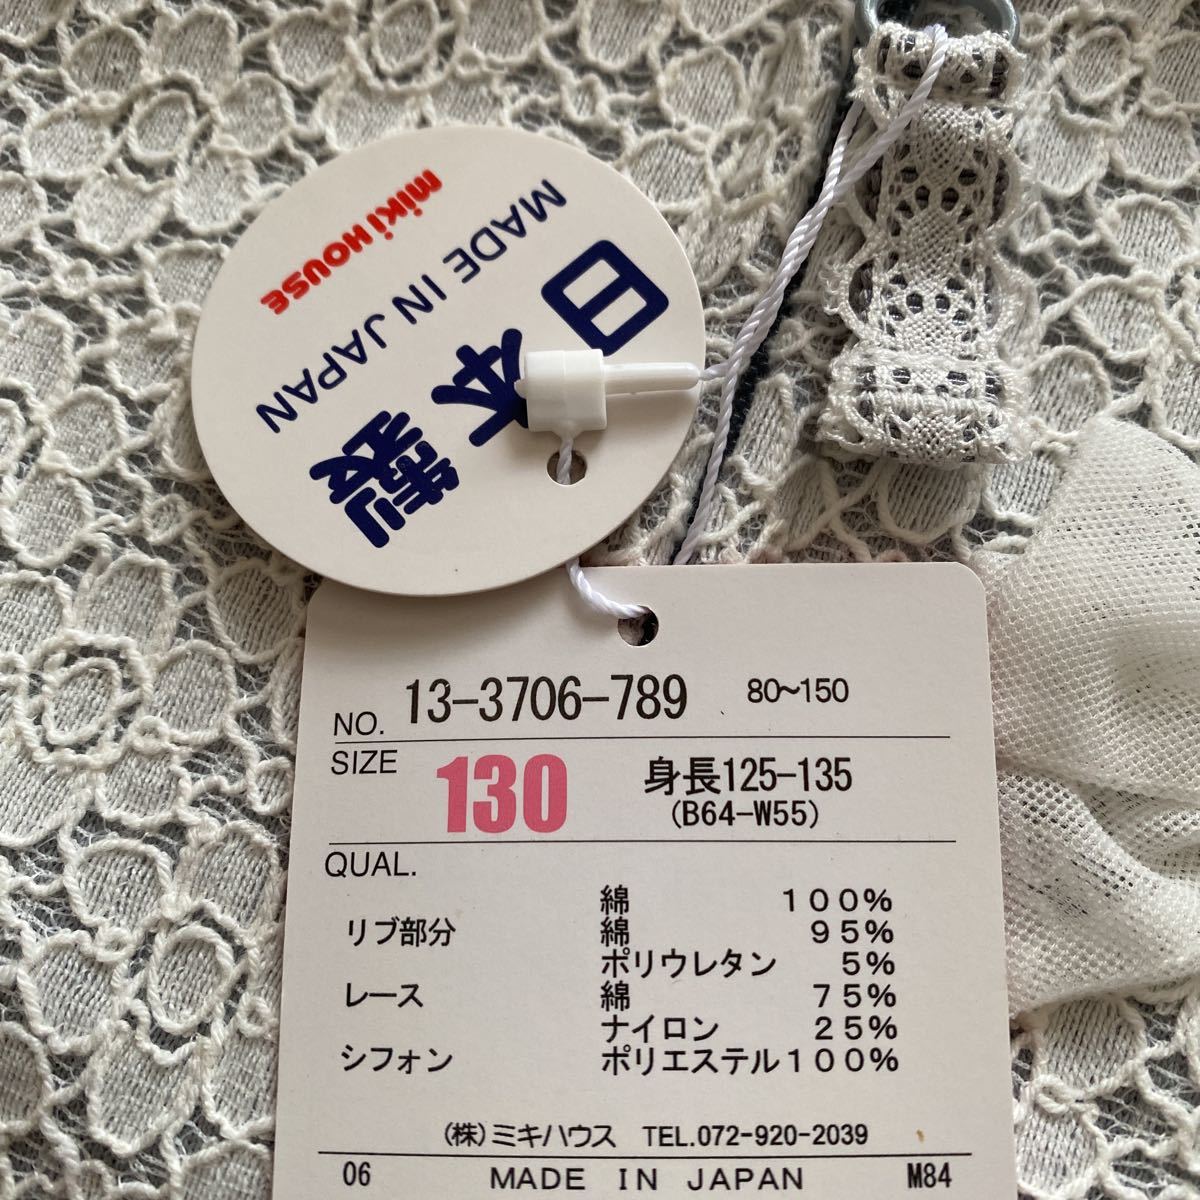 miki HOUSE
MADE IN JAPAN
日本製
NO. 13-3706-789 80~150
SIZE 130 身長125-135
(B64-W55)
QUAL.
綿 100%
リブ部分 綿 95%
ポリウレタン 5%
レース 綿 75%
ナイロン 25%
シフォン ポリエステル100%
(株)ミキハウス TEL.072-920-2039
06 MADE IN JAPAN M84